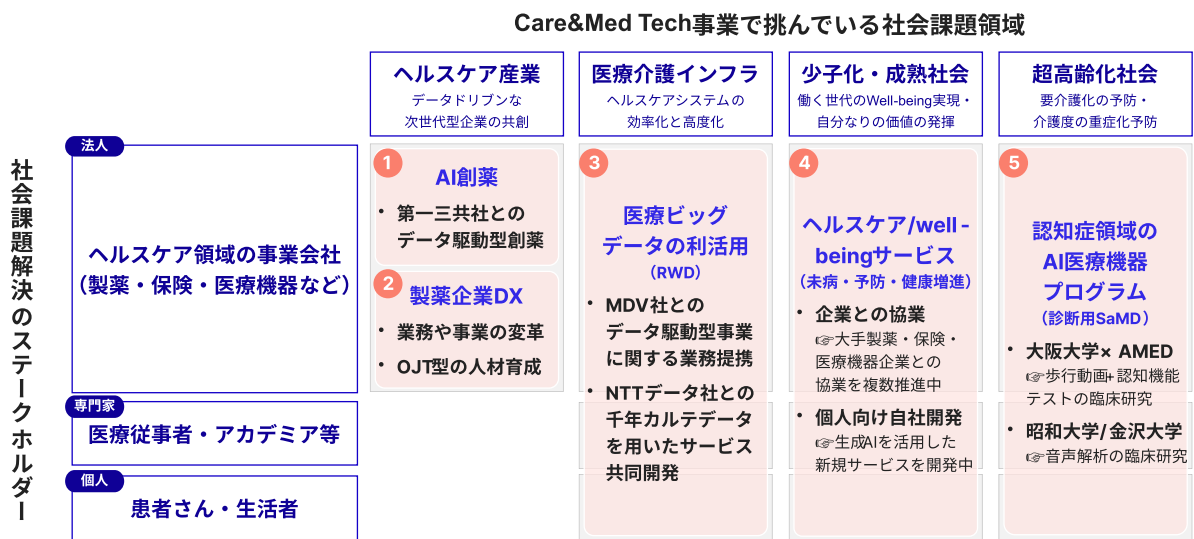 Care&Med Tech事業で挑んでいる社会課題領域
ヘルスケア産業
データドリブンな
次世代型企業の共創
医療介護インフラ
ヘルスケアシステムの
効率化と高度化
少子化・成熟社会
働く世代のWell-being実現・
自分なりの価値の発揮
超高齢化社会
要介護化の予防・
介護度の重症化予防
社会課題解決のステークホルダー
法人
ヘルスケア領域の事業会社
（製薬・保険・医療機器など）
専門家
医療従事者・アカデミア等
個人
患者さん・生活者
1
AI創薬
• 第一三共社との
データ駆動型創薬
2
製薬企業DX
• 業務や事業の変革
• OJT型の人材育成
3
医療ビッグ
データの利活用
（RWD）
• MDV社との
データ駆動型事業
に関する業務提携
• NTTデータ社との
千年カルテデータ
を用いたサービス
共同開発
4
ヘルスケア/well-
beingサービス
（未病・予防・健康増進）
• 企業との協業
☞大手製薬・保険・
医療機器企業との
協業を複数推進中
• 個人向け自社開発
☞生成AIを活用した
新規サービスを開発中
5
認知症領域の
AI医療機器
プログラム
（診断用SaMD）
• 大阪大学× AMED
☞歩行動画+認知機能
テストの臨床研究
• 昭和大学/金沢大学
☞音声解析の臨床研究